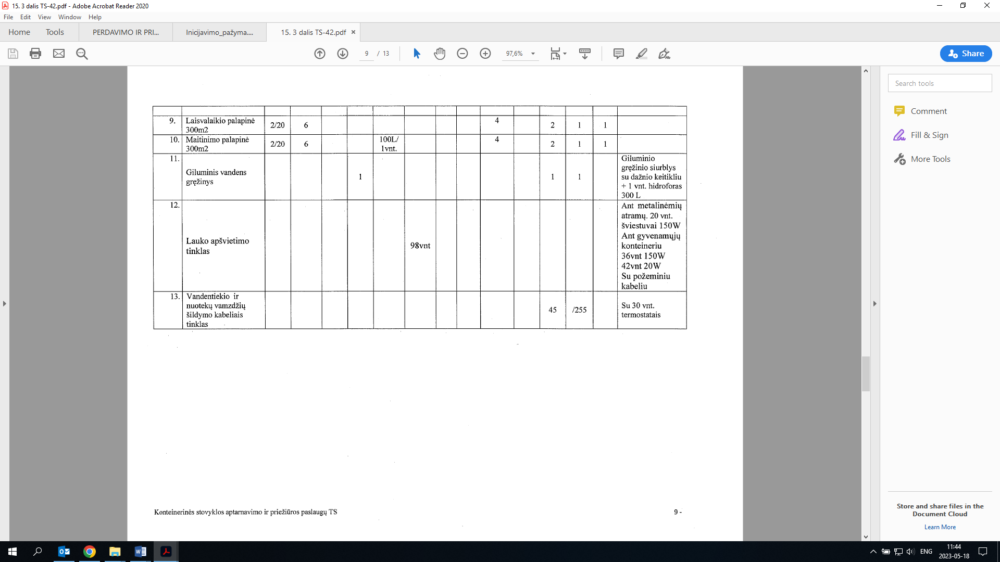 15. 3 dalis TS-42.pdf - Adobe Acrobat Reader 2020
File Edit View Window Help
Home Tools PERDAVIMO IR PRI... Inicijavimo_pažyma.... 15. 3 dalis TS-42.pdf ×
9 / 13 97,6% Share
Search tools
Comment
Fill & Sign
More Tools
9. Laisvalaikio palapinė
300m2 2/20 6 4 2 1 1
10. Maitinimo palapinė
300m2 2/20 6 100L/
1vnt. 4 2 1 1
11. Giluminis vandens
gręžinys 1 1 1 Giluminio
gręžinio siurblys
su dažnio keitikliu
+ 1 vnt. hidroforas
300 L
12. Lauko apšvietimo
tinklas 98vnt Ant metalinėmių
atramų. 20 vnt.
šviestuvai 150W
Ant gyvenamųjų
konteineriu
36vnt 150W
42vnt 20W
Su požeminiu
kabeliu
13. Vandentiekio ir
nuotekų vamzdžių
šildymo kabeliais
tinklas 45 /255 Su 30 vnt.
termostatais
Konteinerinės stovyklos aptarnavimo ir priežiūros paslaugų TS 9 -
Store and share files in the
Document Cloud
Learn More
ENG 11:44
2023-05-18